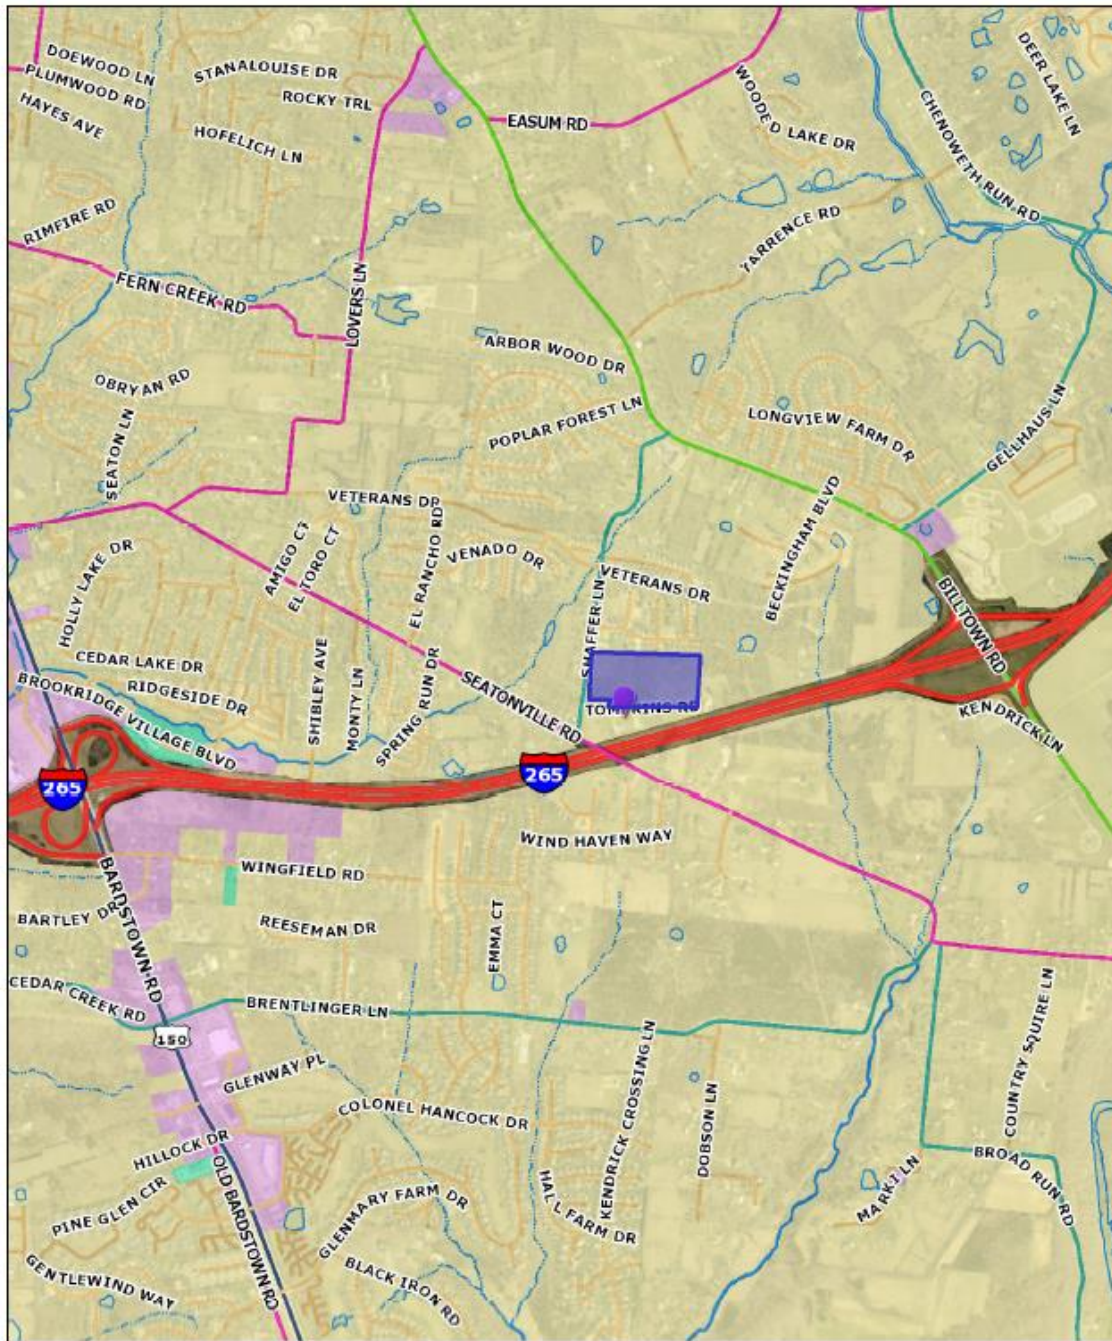 DOEWOOD LN
PLUMWOOD RD
HAYES AVE
STANALOUISE DR
ROCKY TRL
HOFELICH LN
EASUM RD
WOODED LAKE DR
CHENOWETH RUN RD
DEER LAKE LN
RIMFIRE RD
FERN CREEK RD
LOVERS LN
TARRENCE RD
ARBOR WOOD DR
OBRYAN RD
SEATON LN
POPLAR FOREST LN
LONGVIEW FARM DR
GELLHAUS LN
VETERANS DR
AMIGO CT
EL TORO CT
EL RANCHO RD
VENADO DR
VETERANS DR
BECKINGHAM BLVD
HOLLY LAKE DR
SHAFFER LN
BILLTOWN RD
CEDAR LAKE DR
BROOKRIDGE VILLAGE BLVD
RIDGESIDE DR
SHIBLEY AVE
MONTY LN
SPRING RUN DR
SEATONVILLE RD
TOMPKINS RD
KENDRICK LN
265
265
WIND HAVEN WAY
WINGFIELD RD
BARDSTOWN RD
BARTLEY DR
REESEMAN DR
EMMA CT
CEDAR CREEK RD
BRENTLINGER LN
150
COUNTRY SQUIRE LN
KENDRICK CROSSING LN
GLENWAY PL
COLONEL HANCOCK DR
DOBSON LN
HILLOCK DR
OLD BARDSTOWN RD
PINE GLEN CIR
GLENMARY FARM DR
HALL FARM DR
MARKI LN
BROAD RUN RD
GENTLEWIND WAY
BLACK IRON RD